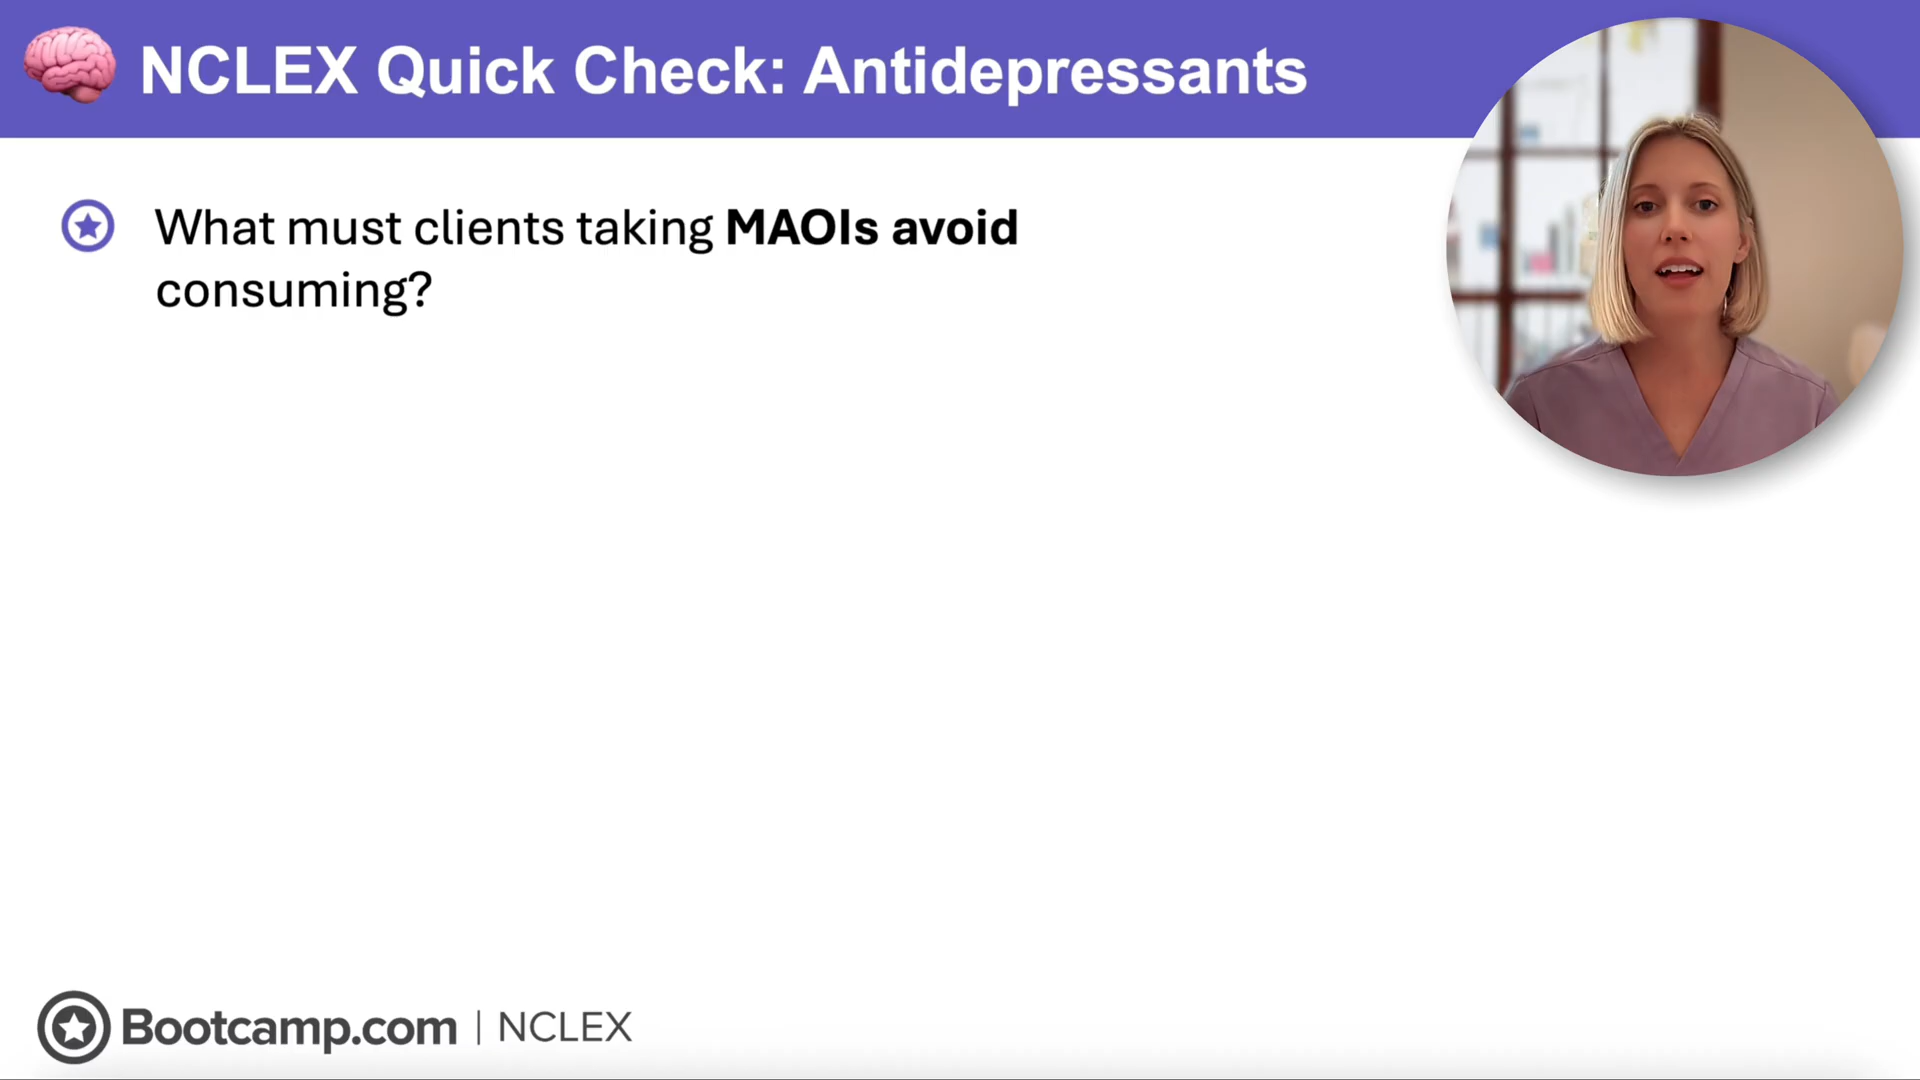 NCLEX Quick Check: Antidepressants
What must clients taking MAOIs avoid
consuming?
Bootcamp.com | NCLEX